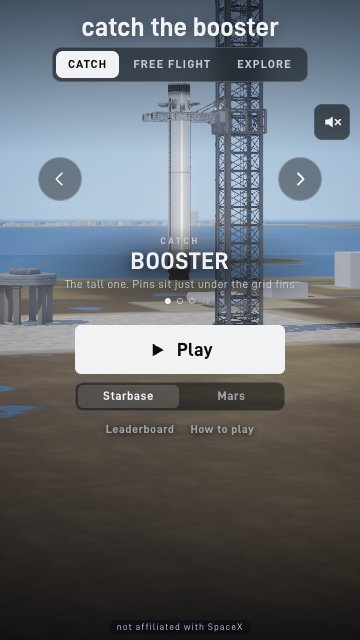 catch the booster
CATCH FREE FLIGHT EXPLORE
CATCH
BOOSTER
The tall one. Pins sit just under the grid fins
Play
Starbase Mars
Leaderboard How to play
not affiliated with SpaceX